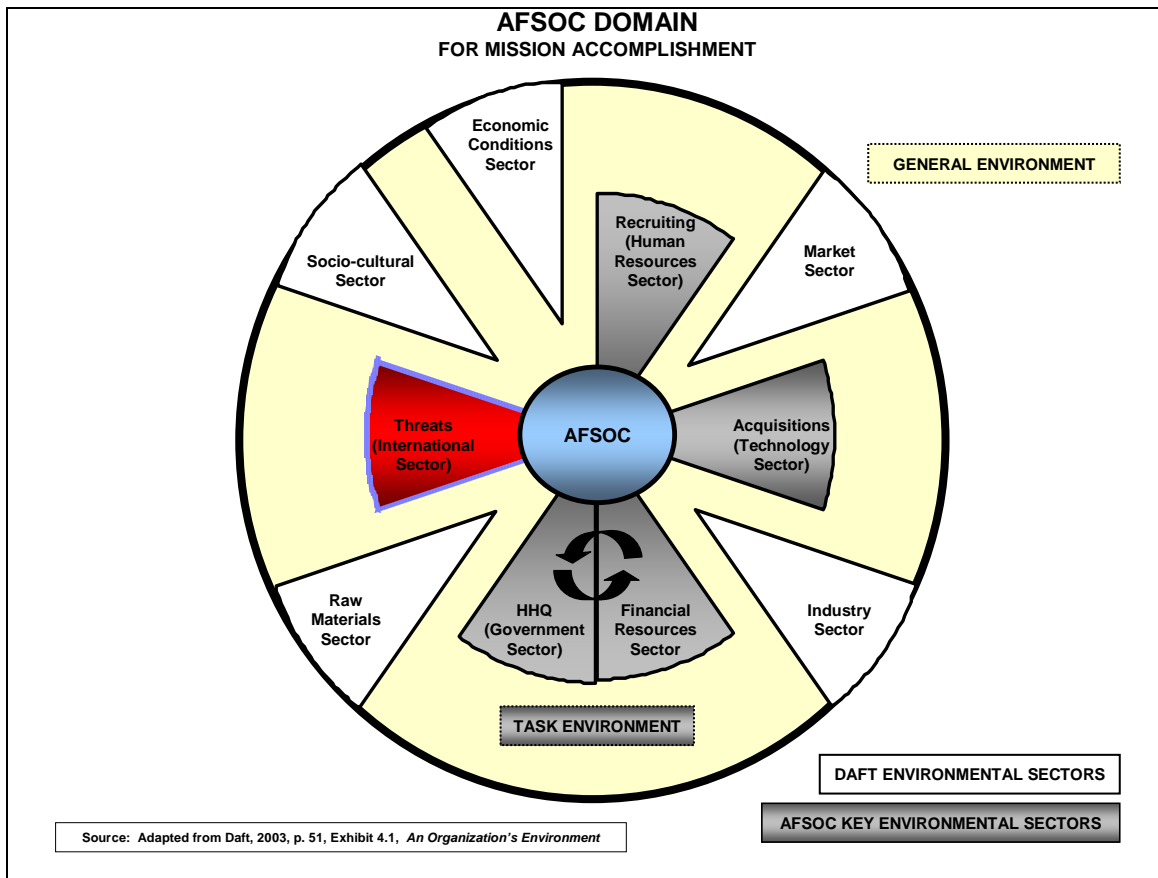 AFSOC DOMAIN
FOR MISSION ACCOMPLISHMENT
Economic
Conditions
Sector
GENERAL ENVIRONMENT
Recruiting
(Human
Resources
Sector)
Socio-cultural
Sector
Market
Sector
Threats
(International
Sector)
AFSOC
Acquisitions
(Technology
Sector)
Raw
Materials
Sector
HHQ
(Government
Sector)
Financial
Resources
Sector
Industry
Sector
TASK ENVIRONMENT
DAFT ENVIRONMENTAL SECTORS
AFSOC KEY ENVIRONMENTAL SECTORS
Source: Adapted from Daft, 2003, p. 51, Exhibit 4.1, An Organization's Environment